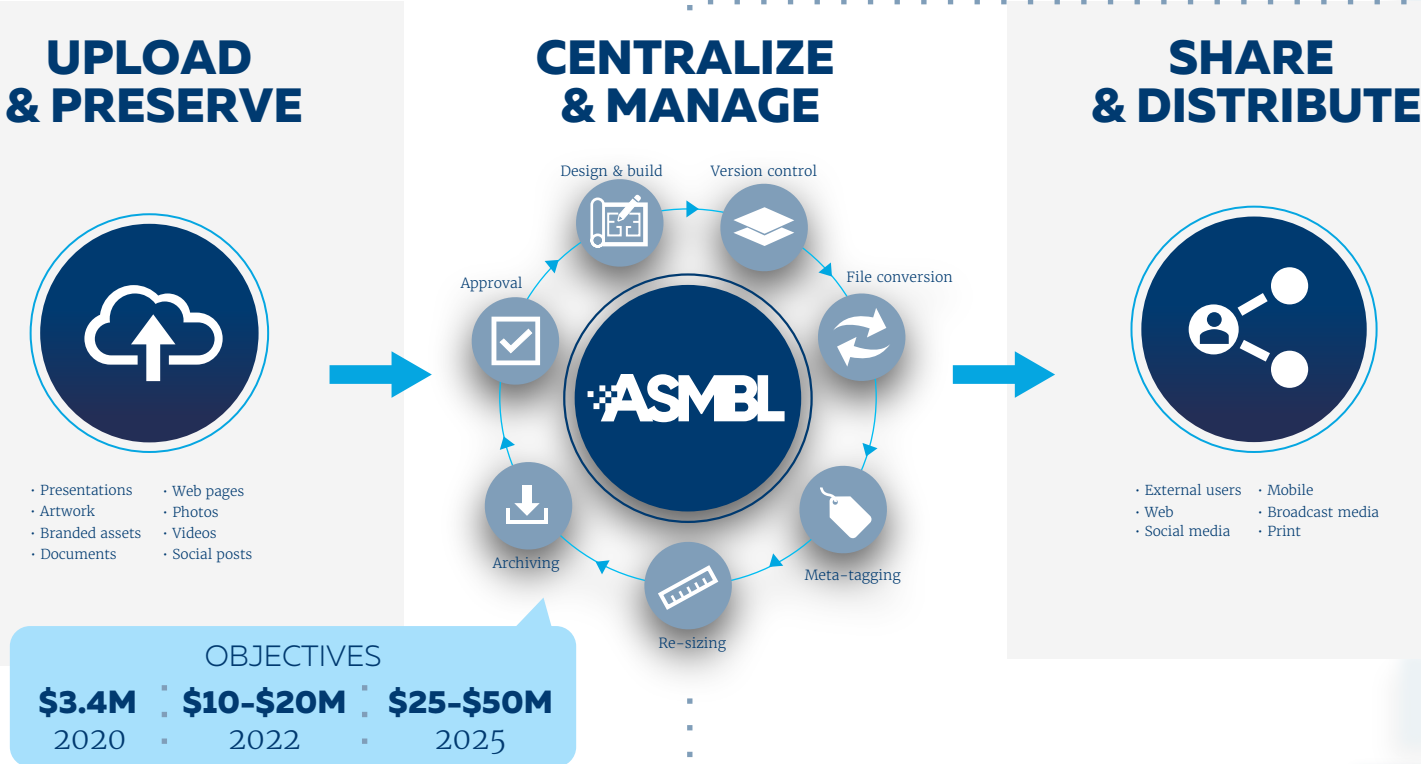 UPLOAD
& PRESERVE
• Presentations
• Artwork
• Branded assets
• Documents
• Web pages
• Photos
• Videos
• Social posts
CENTRALIZE
& MANAGE
Design & build
Version control
File conversion
Meta-tagging
Re-sizing
Archiving
Approval
ASMBL
SHARE
& DISTRIBUTE
• External users
• Web
• Social media
• Mobile
• Broadcast media
• Print
OBJECTIVES
$3.4M
2020
$10-$20M
2022
$25-$50M
2025